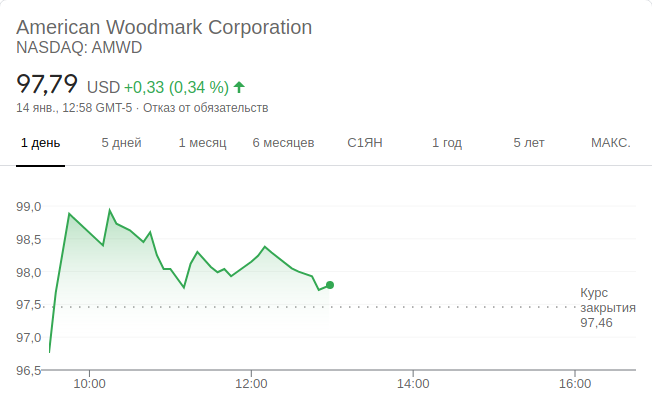 American Woodmark Corporation
NASDAQ: AMWD
97,79 USD +0,33 (0,34 %)
14 янв., 12:58 GMT-5 · Отказ от обязательств
1 день 5 дней 1 месяц 6 месяцев С1ЯН 1 год 5 лет МАКС.
99,0
98,5
98,0
97,5
97,0
96,5
Курс
закрытия
97,46
10:00 12:00 14:00 16:00